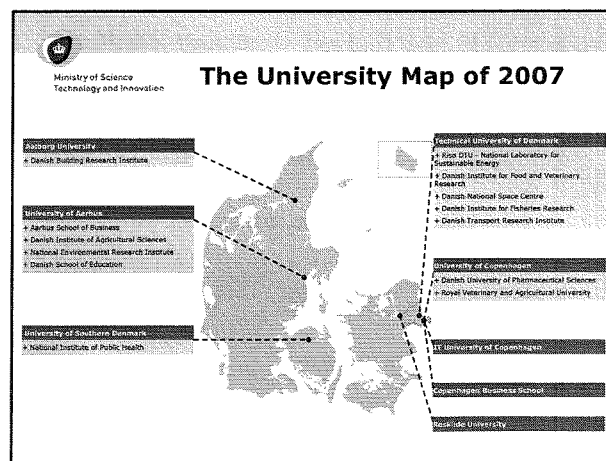 Ministry of Science
Technology and Innovation
The University Map of 2007
Aalborg University
+ Danish Building Research Institute
University of Aarhus
+ Aarhus School of Business
+ Danish Institute of Agricultural Sciences
+ National Environmental Research Institute
+ Danish School of Education
University of Southern Denmark
+ National Institute of Public Health
Technical University of Denmark
+ Risø DTU - National Laboratory for
Sustainable Energy
+ Danish Institute for Food and Veterinary
Research
+ Danish National Space Centre
+ Danish Institute for Fisheries Research
+ Danish Transport Research Institute
University of Copenhagen
+ Danish University of Pharmaceutical Sciences
+ Royal Veterinary and Agricultural University
IT University of Copenhagen
Copenhagen Business School
Roskilde University